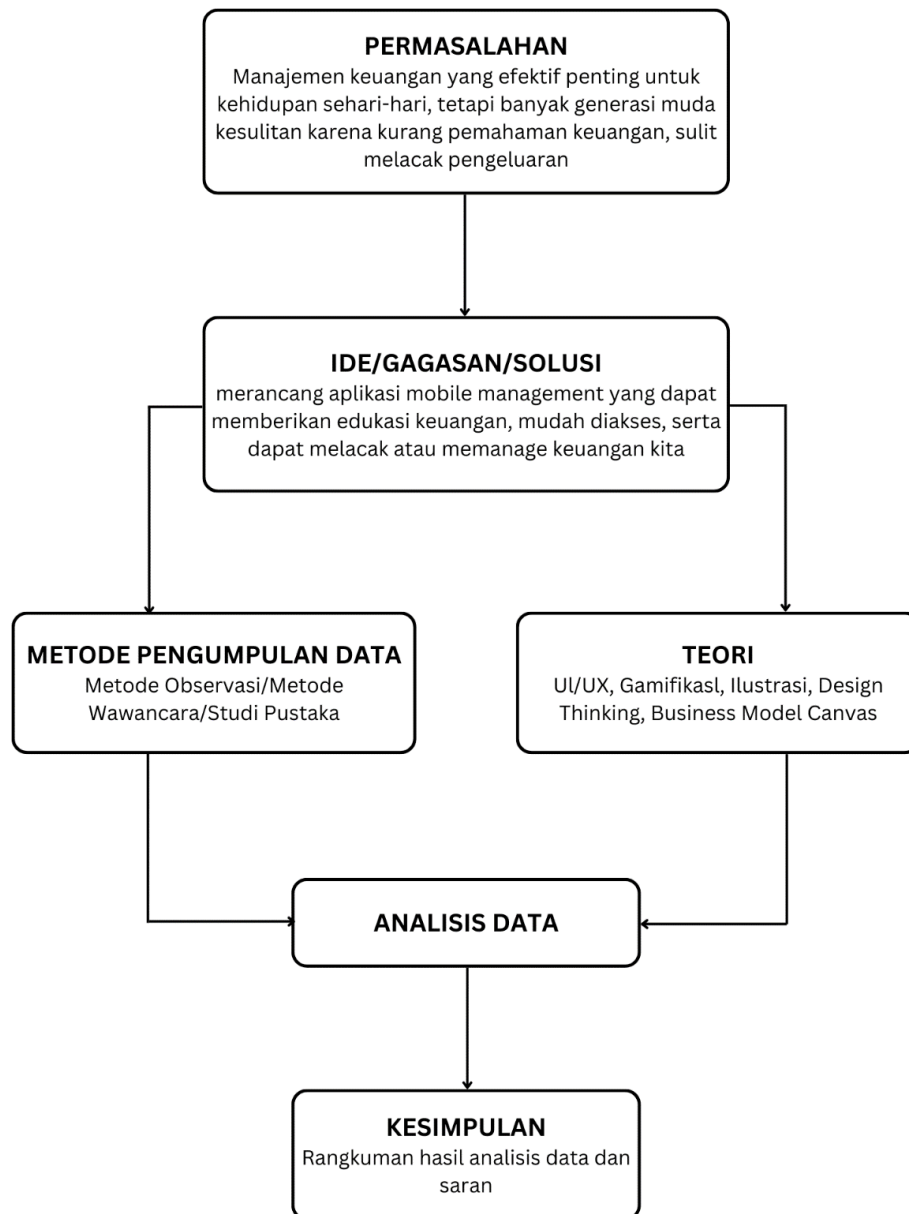 PERMASALAHAN
Manajemen keuangan yang efektif penting untuk
kehidupan sehari-hari, tetapi banyak generasi muda
kesulitan karena kurang pemahaman keuangan, sulit
melacak pengeluaran
IDE/GAGASAN/SOLUSI
merancang aplikasi mobile management yang dapat
memberikan edukasi keuangan, mudah diakses, serta
dapat melacak atau memanage keuangan kita
METODE PENGUMPULAN DATA
Metode Observasi/Metode
Wawancara/Studi Pustaka
TEORI
UI/UX, Gamifikasl, Ilustrasi, Design
Thinking, Business Model Canvas
ANALISIS DATA
KESIMPULAN
Rangkuman hasil analisis data dan
saran